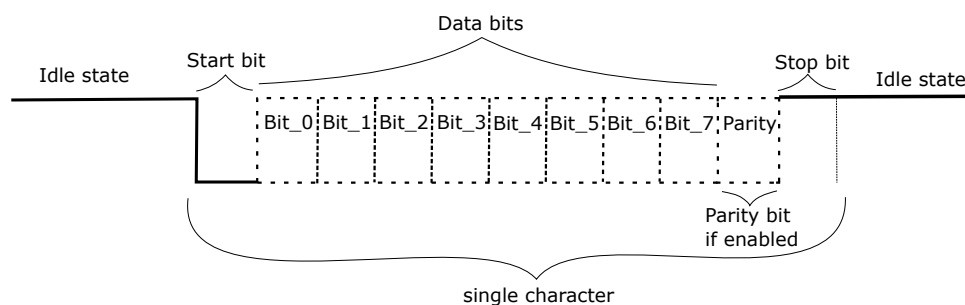 Data bits
Start bit
Stop bit
Idle state
Idle state
Bit_0 Bit_1 Bit_2 Bit_3 Bit_4 Bit_5 Bit_6 Bit_7 Parity
Parity bit
if enabled
single character